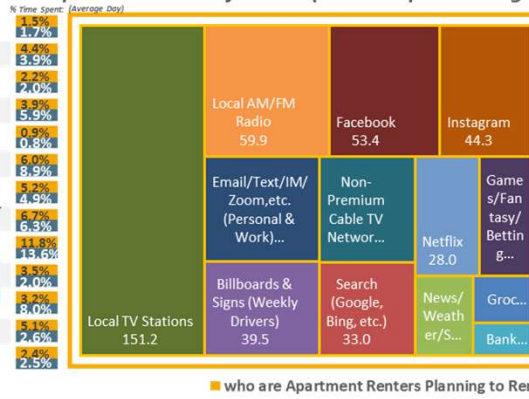 % Time Spent: (Average Day)
1.5%
1.7%
4.4%
3.9%
2.2%
2.0%
3.9%
5.9%
0.9%
0.8%
6.0%
8.9%
5.2%
4.9%
6.7%
6.3%
11.8%
13.6%
3.5%
2.0%
3.2%
8.0%
5.1%
2.6%
2.4%
2.5%
Local TV Stations
151.2
Local AM/FM
Radio
59.9
Facebook
53.4
Instagram
44.3
Email/Text/IM/
Zoom,etc.
(Personal &
Work)...
Non-
Premium
Cable TV
Networ...
Netflix
28.0
Game
s/Fan
tasy/
Bettin
g...
Billboards &
Signs (Weekly
Drivers)
39.5
Search
(Google,
Bing, etc.)
33.0
News/
Weath
er/S...
Groc...
Bank...
who are Apartment Renters Planning to Re